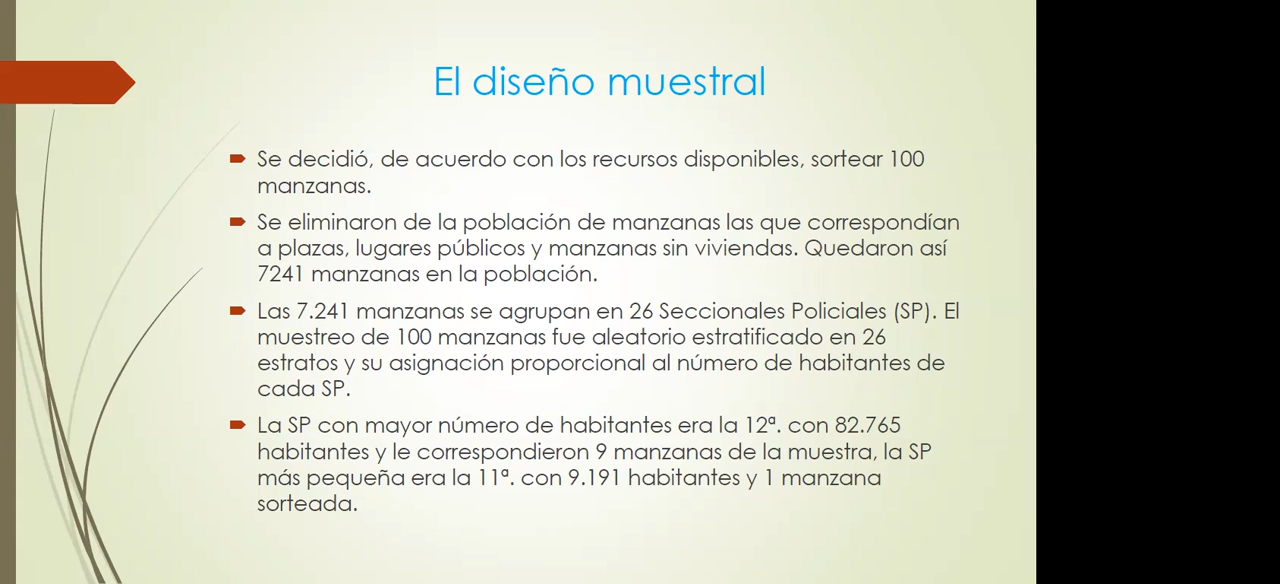 El diseño muestral
Se decidió, de acuerdo con los recursos disponibles, sortear 100
manzanas.
Se eliminaron de la población de manzanas las que correspondían
a plazas, lugares públicos y manzanas sin viviendas. Quedaron así
7241 manzanas en la población.
Las 7.241 manzanas se agrupan en 26 Seccionales Policiales (SP). El
muestreo de 100 manzanas fue aleatorio estratificado en 26
estratos y su asignación proporcional al número de habitantes de
cada SP.
La SP con mayor número de habitantes era la 12ª. con 82.765
habitantes y le correspondieron 9 manzanas de la muestra, la SP
más pequeña era la 11ª. con 9.191 habitantes y 1 manzana
sorteada.